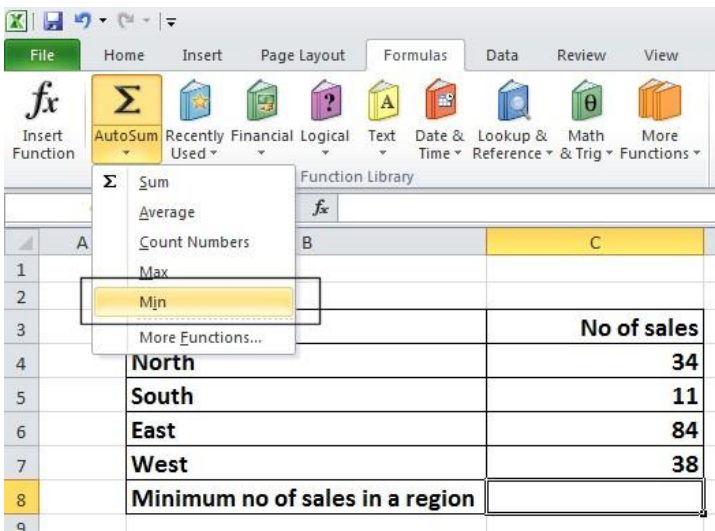 File Home Insert Page Layout Formulas Data Review View
fx Σ ? A θ
Insert Function AutoSum Recently Used Financial Logical Text Date & Time Lookup & Reference Math & Trig More Functions
Function Library
Σ Sum
Average
Count Numbers
Max
Min
More Functions...
fx
A B C
1
2
3 No of sales
4 North 34
5 South 11
6 East 84
7 West 38
8 Minimum no of sales in a region
9